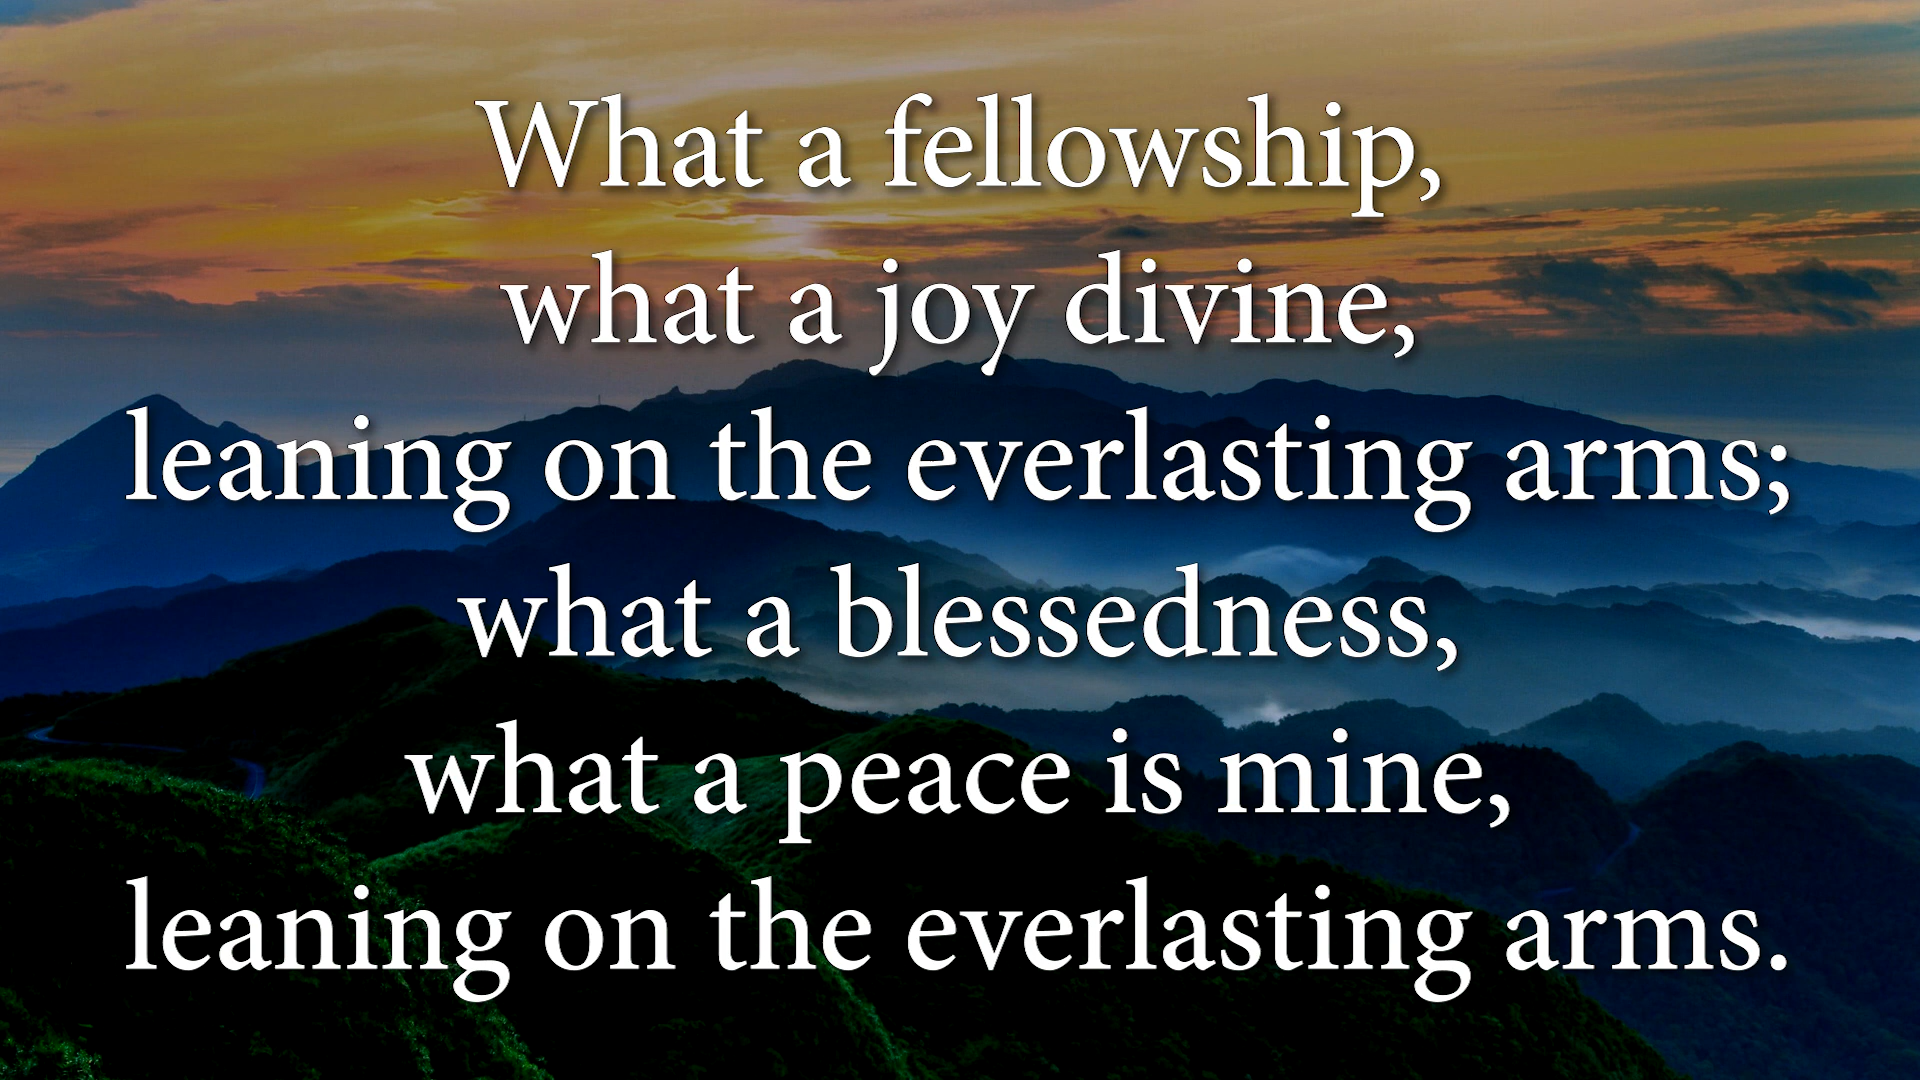 What a fellowship,
what a joy divine,
leaning on the everlasting arms;
what a blessedness,
what a peace is mine,
leaning on the everlasting arms.